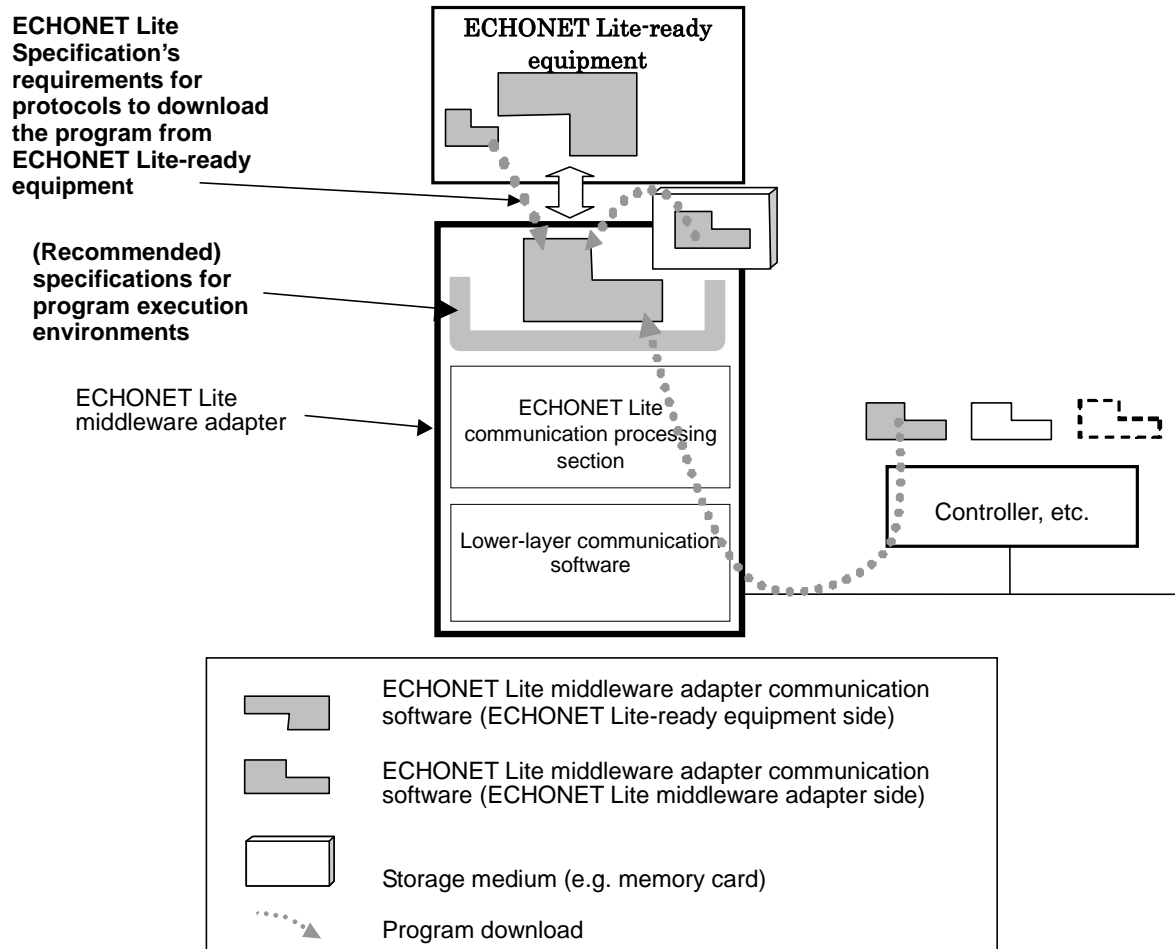 ECHONET Lite
Specification's
requirements for
protocols to download
the program from
ECHONET Lite-ready
equipment
ECHONET Lite-ready
equipment
(Recommended)
specifications for
program execution
environments
ECHONET Lite
middleware adapter
ECHONET Lite
communication processing
section
Lower-layer communication
software
Controller, etc.
ECHONET Lite middleware adapter communication
software (ECHONET Lite-ready equipment side)
ECHONET Lite middleware adapter communication
software (ECHONET Lite middleware adapter side)
Storage medium (e.g. memory card)
Program download